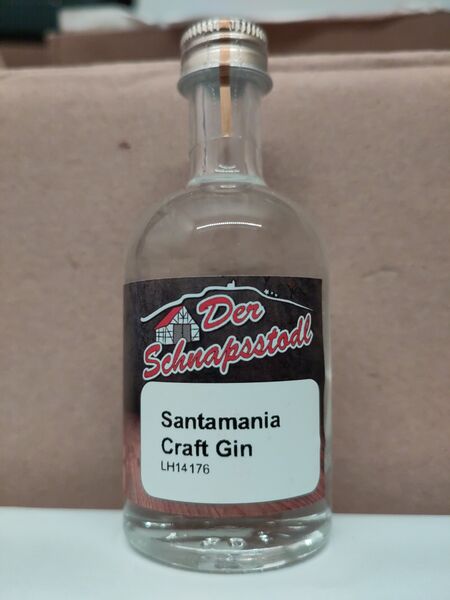 Der
Schnapsstodl
Santamania
Craft Gin
LH14176